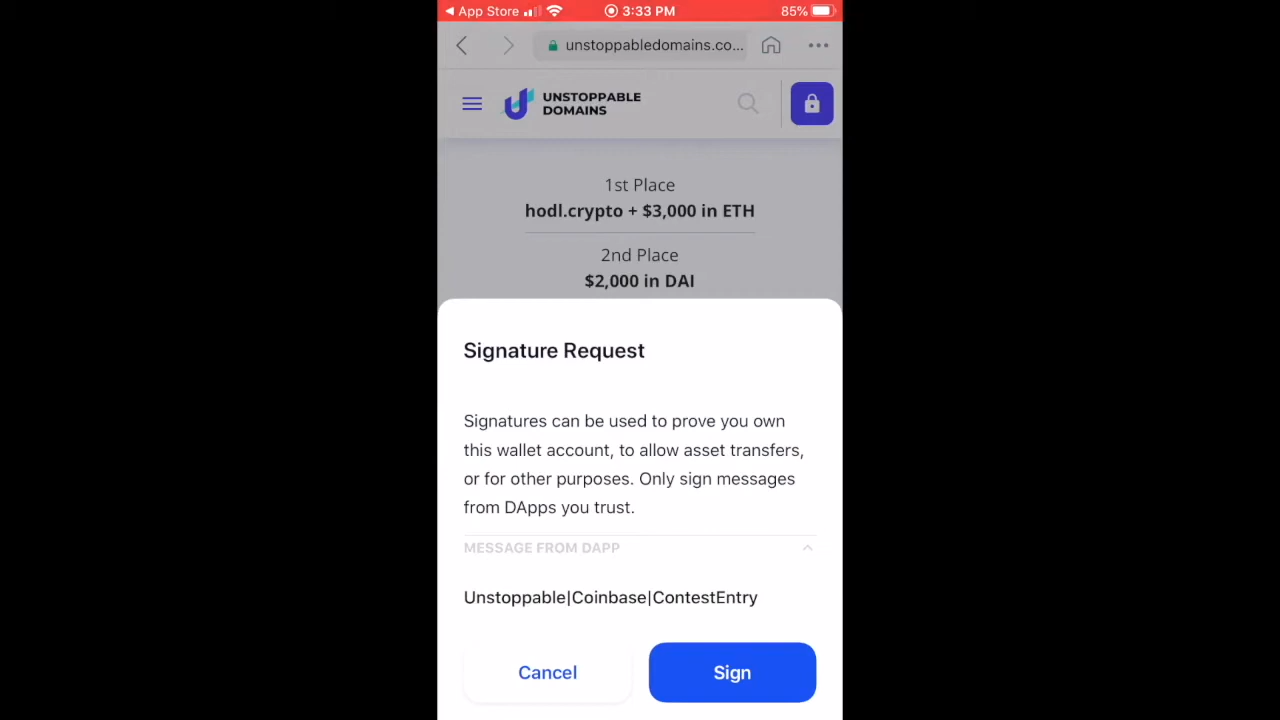 App Store 3:33 PM 85%
unstoppabledomains.co...
UNSTOPPABLE
DOMAINS
1st Place
hodl.crypto + $3,000 in ETH
2nd Place
$2,000 in DAI
Signature Request
Signatures can be used to prove you own
this wallet account, to allow asset transfers,
or for other purposes. Only sign messages
from DApps you trust.
MESSAGE FROM DAPP
Unstoppable|Coinbase|ContestEntry
Cancel Sign